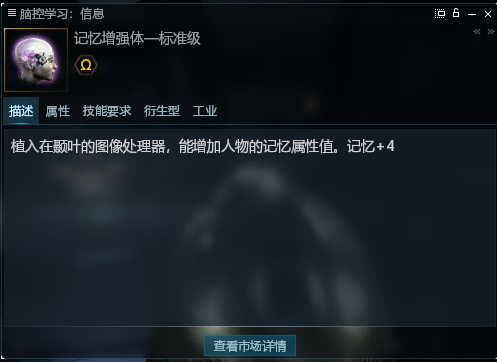 脑控学习：信息
记忆增强体—标准级
Ω
描述 属性 技能要求 衍生型 工业
植入在颞叶的图像处理器，能增加人物的记忆属性值。记忆+4
查看市场详情